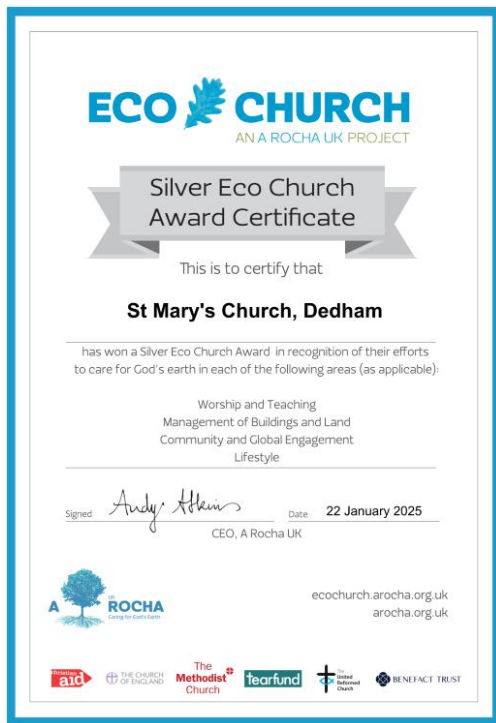 ECO CHURCH
AN A ROCHA UK PROJECT
Silver Eco Church
Award Certificate
This is to certify that
St Mary's Church, Dedham
has won a Silver Eco Church Award in recognition of their efforts
to care for God's earth in each of the following areas (as applicable):
Worship and Teaching
Management of Buildings and Land
Community and Global Engagement
Lifestyle
Signed Andy Atkins Date 22 January 2025
CEO, A Rocha UK
ecochurch.arocha.org.uk
arocha.org.uk
UK
A ROCHA
Caring for God's Earth
christian
aid
THE CHURCH
OF ENGLAND
The
Methodist
Church
tearfund
The
United
Reformed
Church
BENEFACT TRUST